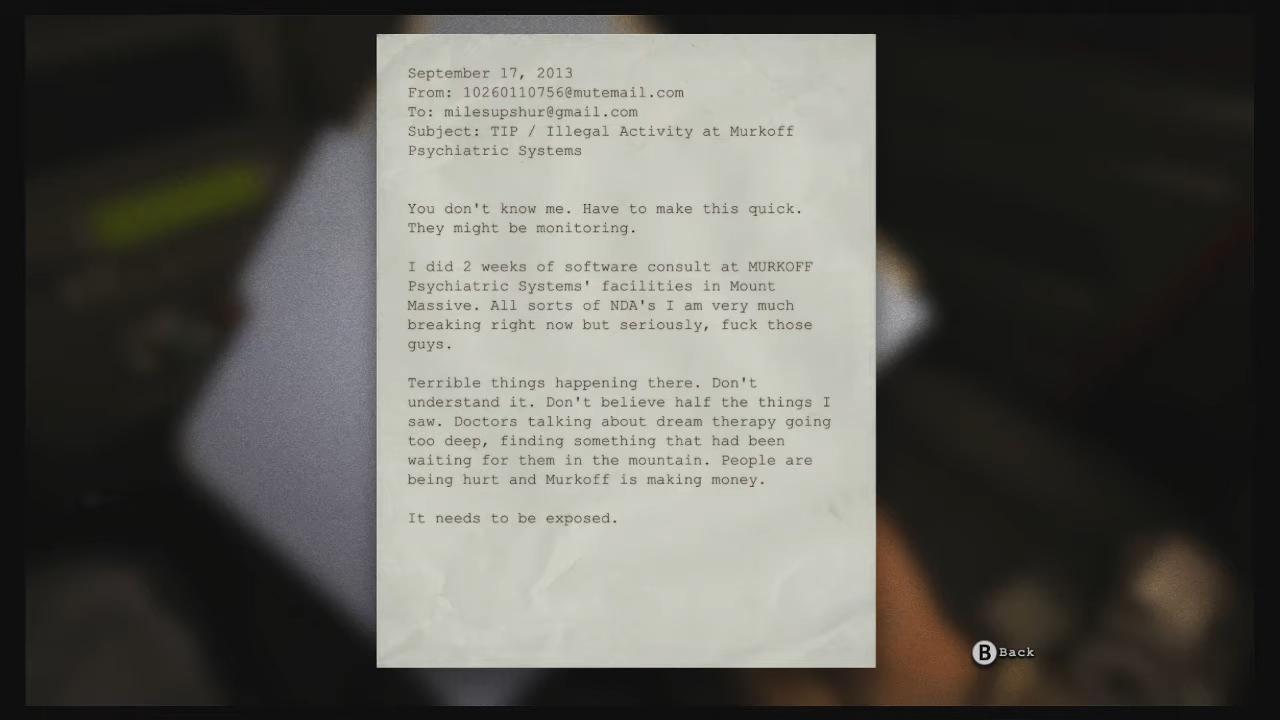 September 17, 2013
From: 10260110756@mutemail.com
To: milesupshur@gmail.com
Subject: TIP / Illegal Activity at Murkoff
Psychiatric Systems
You don't know me. Have to make this quick.
They might be monitoring.
I did 2 weeks of software consult at MURKOFF
Psychiatric Systems' facilities in Mount
Massive. All sorts of NDA's I am very much
breaking right now but seriously, fuck those
guys.
Terrible things happening there. Don't
understand it. Don't believe half the things I
saw. Doctors talking about dream therapy going
too deep, finding something that had been
waiting for them in the mountain. People are
being hurt and Murkoff is making money.
It needs to be exposed.
B Back